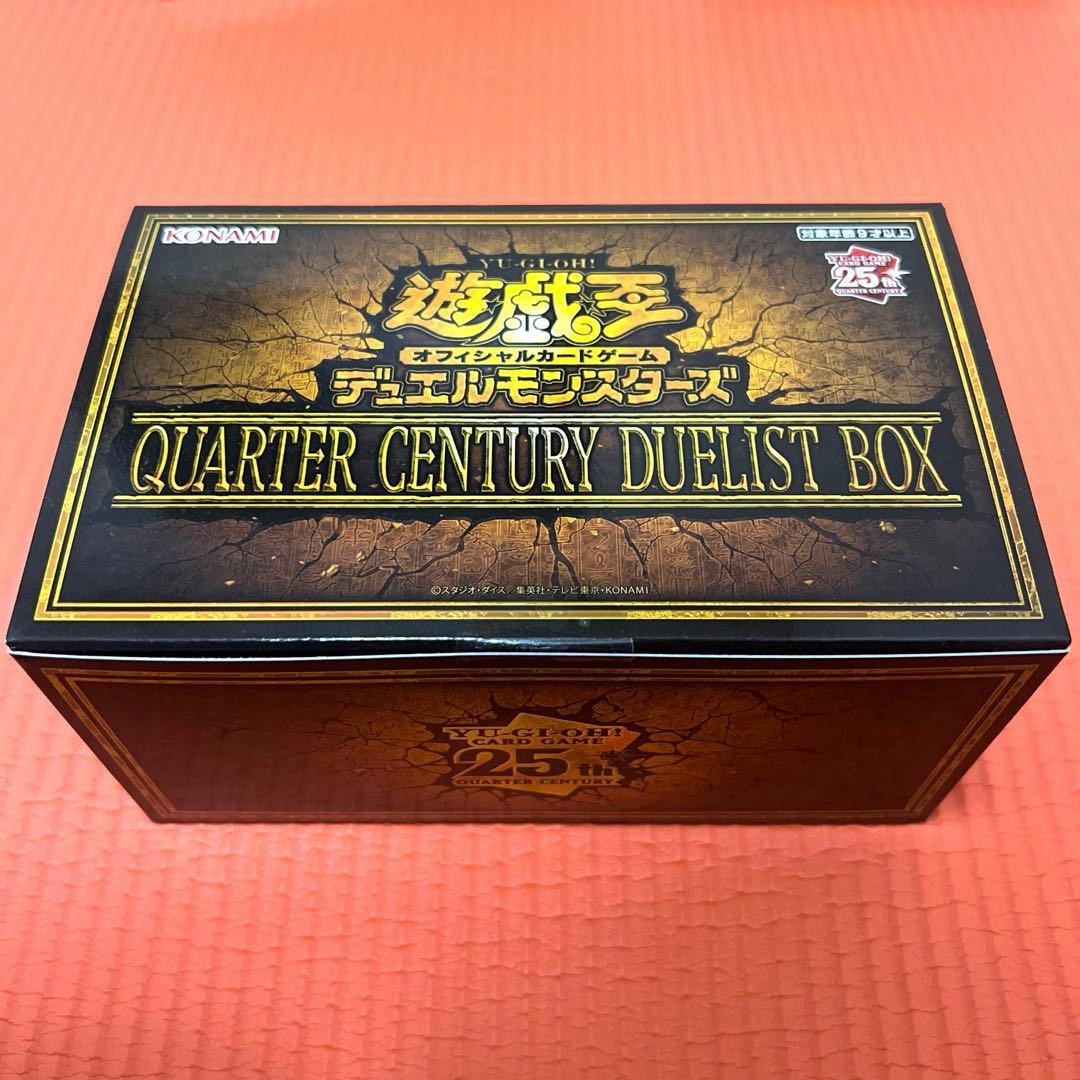 KONAMI
対象年齢9才以上
YU-GI-OH!
遊戯王
オフィシャルカードゲーム
デュエルモンスターズ
YU-GI-OH!
CARD GAME
25th
QUARTER CENTURY
QUARTER CENTURY DUELIST BOX
©スタジオ・ダイス/集英社・テレビ東京・KONAMI
YU-GI-OH!
CARD GAME
25th
QUARTER CENTURY